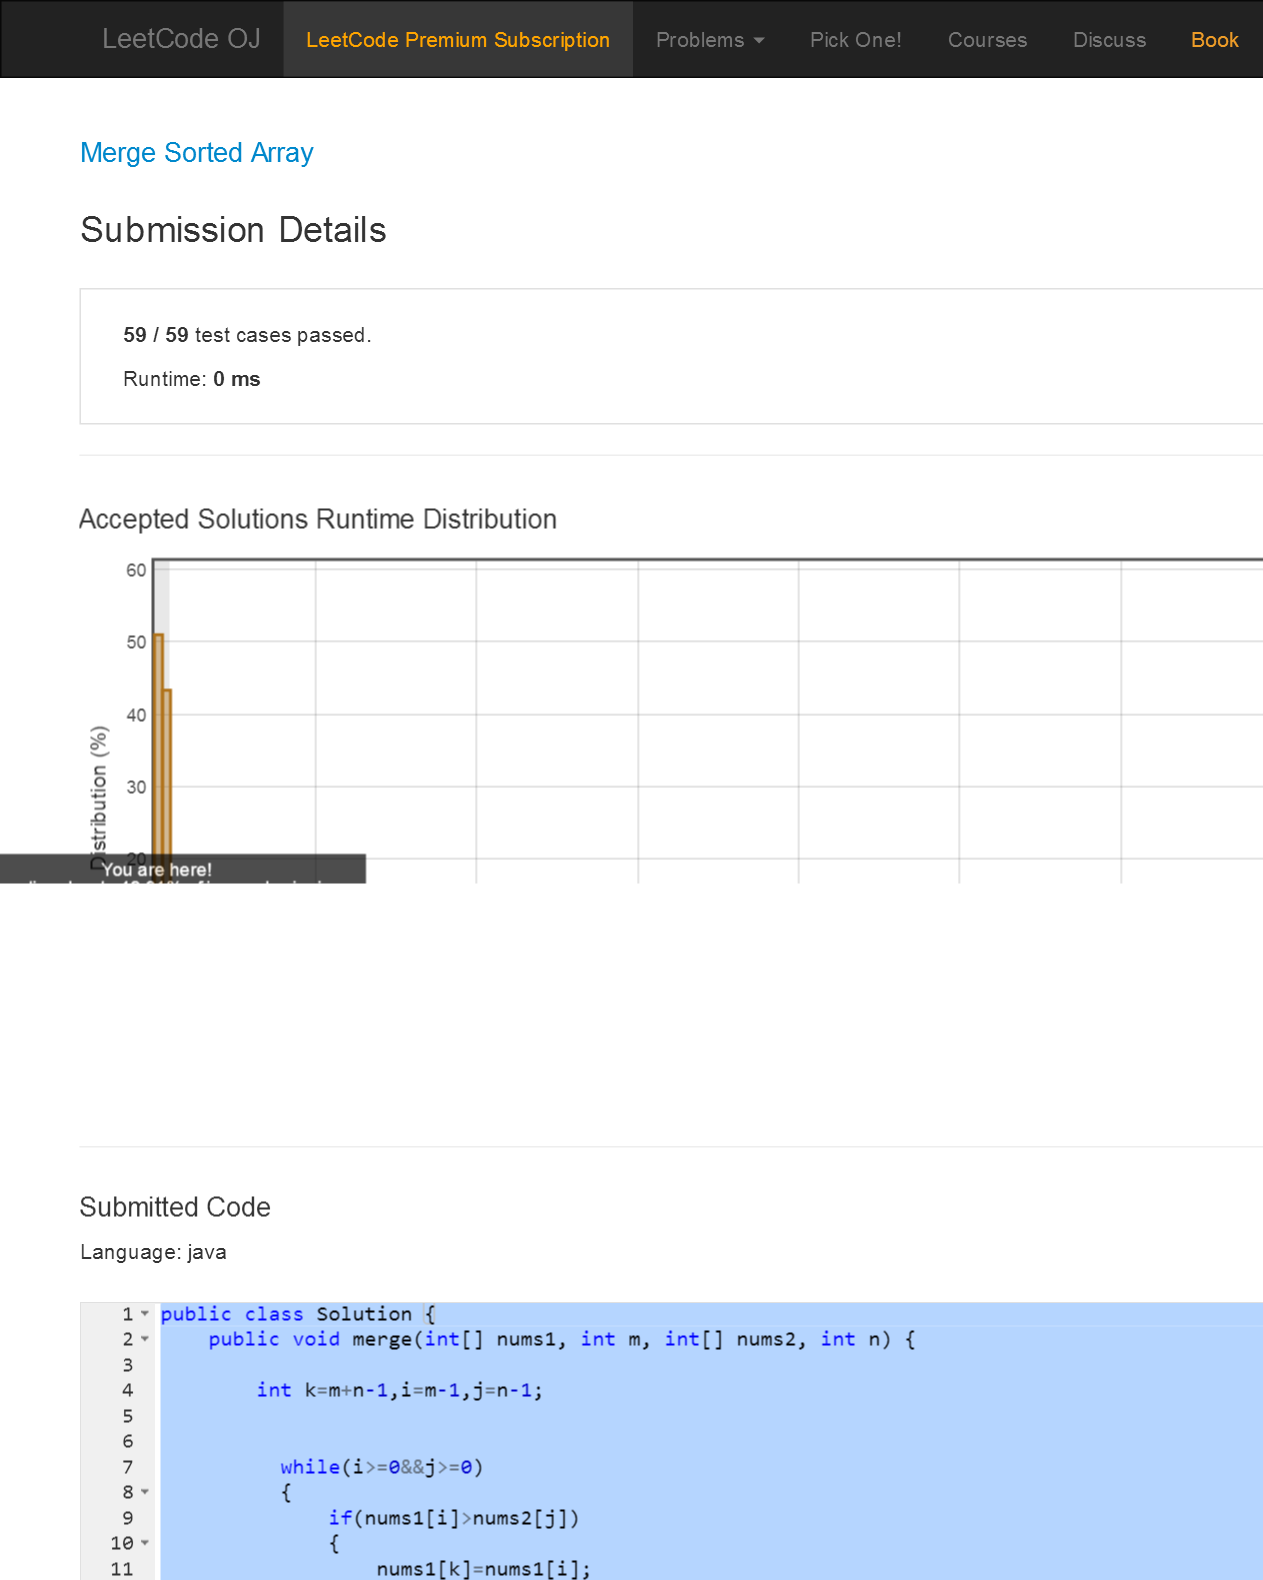 LeetCode OJ LeetCode Premium Subscription Problems Pick One! Courses Discuss Book
Merge Sorted Array
Submission Details
59 / 59 test cases passed.
Runtime: 0 ms
Accepted Solutions Runtime Distribution
60
50
40
30
20
Distribution (%)
You are here!
Submitted Code
Language: java
1 public class Solution {
2 public void merge(int[] nums1, int m, int[] nums2, int n) {
3
4 int k=m+n-1,i=m-1,j=n-1;
5
6
7 while(i>=0&&j>=0)
8 {
9 if(nums1[i]>nums2[j])
10 {
11 nums1[k]=nums1[i];